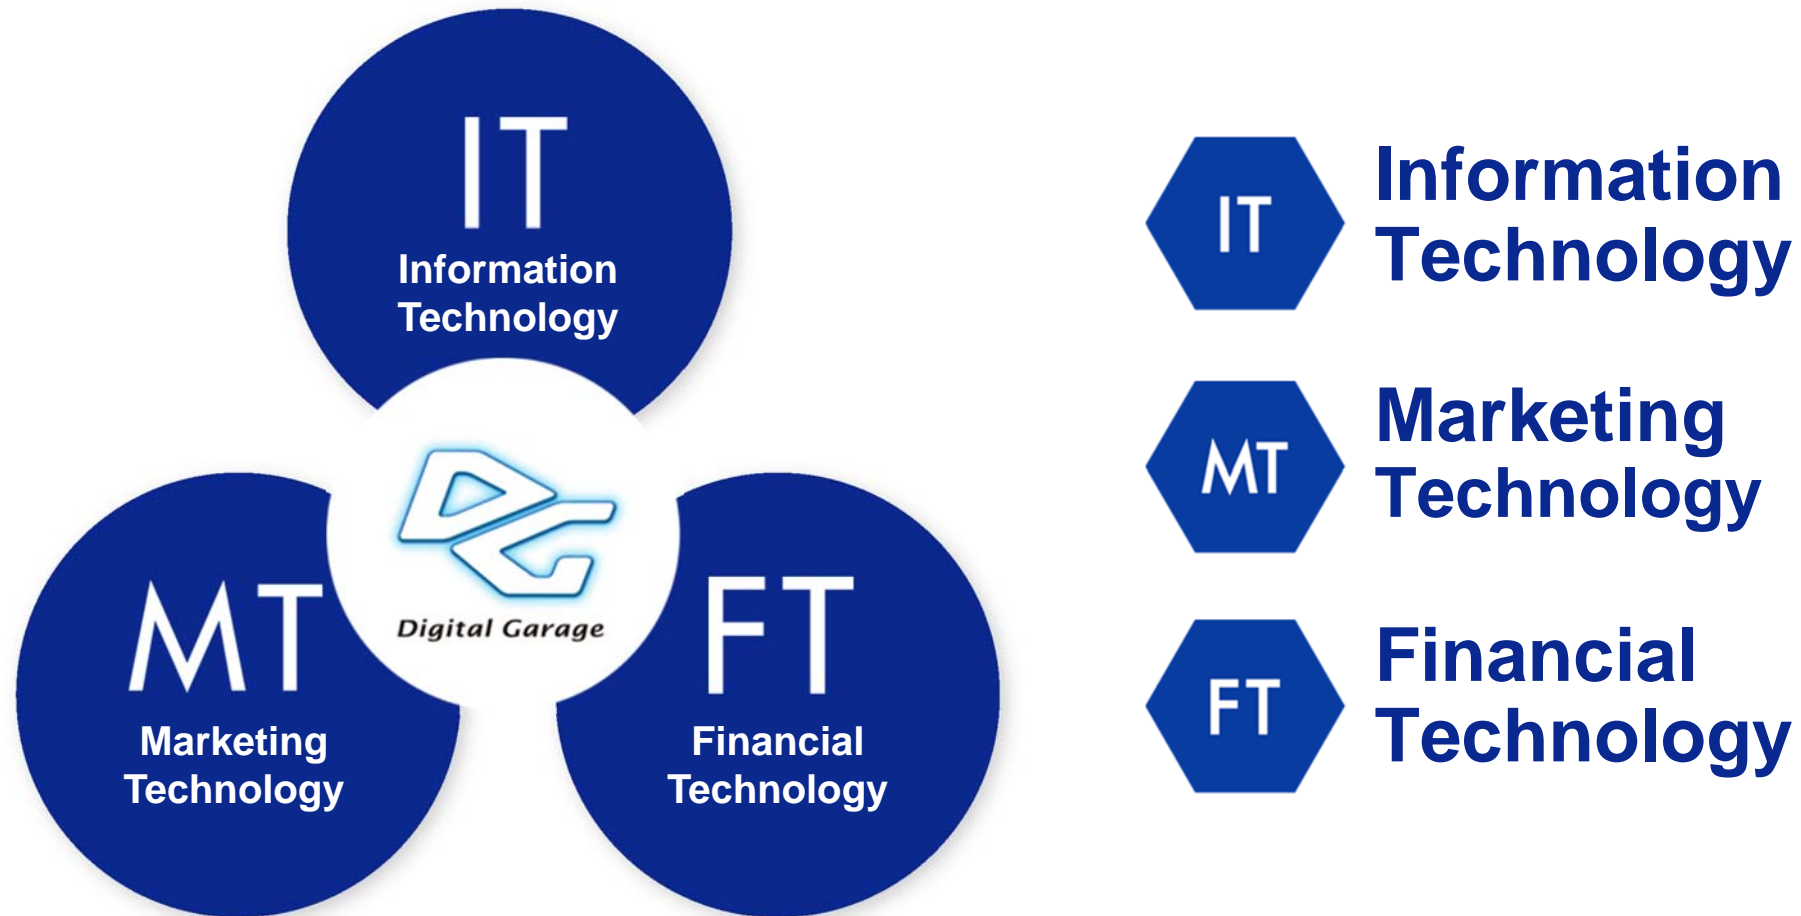 IT
Information
Technology
DG
Digital Garage
MT
Marketing
Technology
FT
Financial
Technology
IT
Information
Technology
MT
Marketing
Technology
FT
Financial
Technology